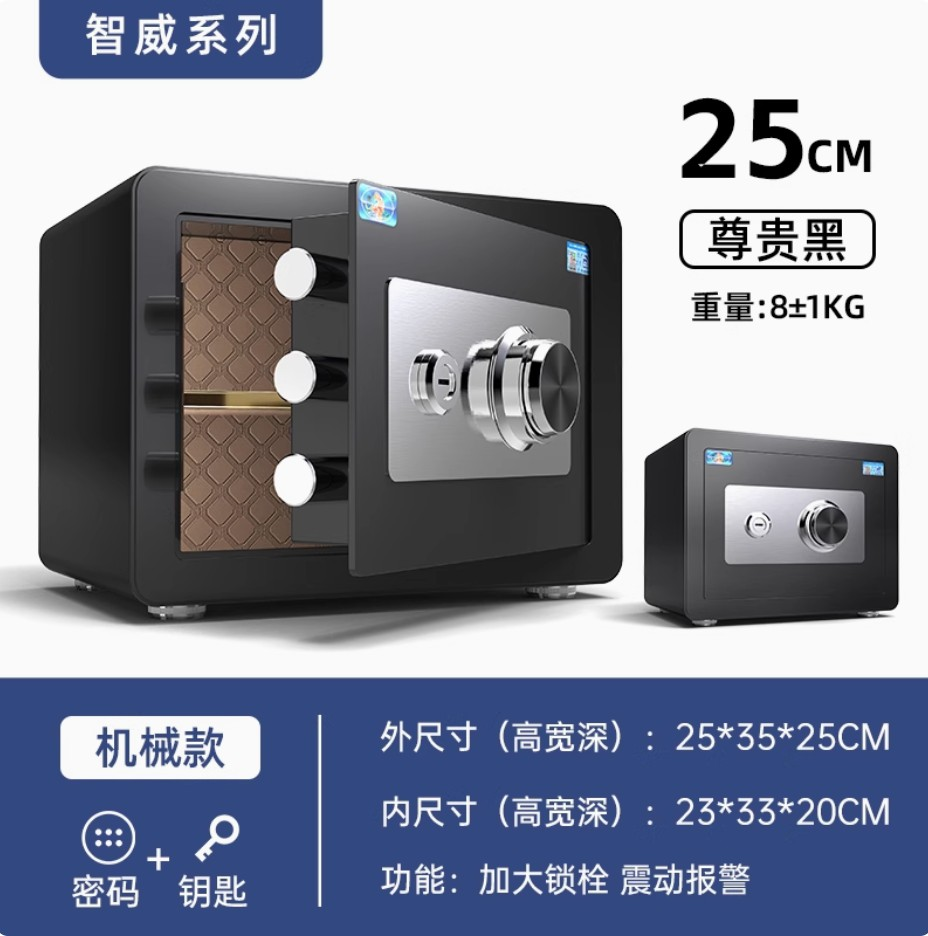 智威系列
25CM
尊贵黑
重量:8±1KG
机械款
密码 + 钥匙
外尺寸（高宽深）: 25*35*25CM
内尺寸（高宽深）: 23*33*20CM
功能: 加大锁栓 震动报警